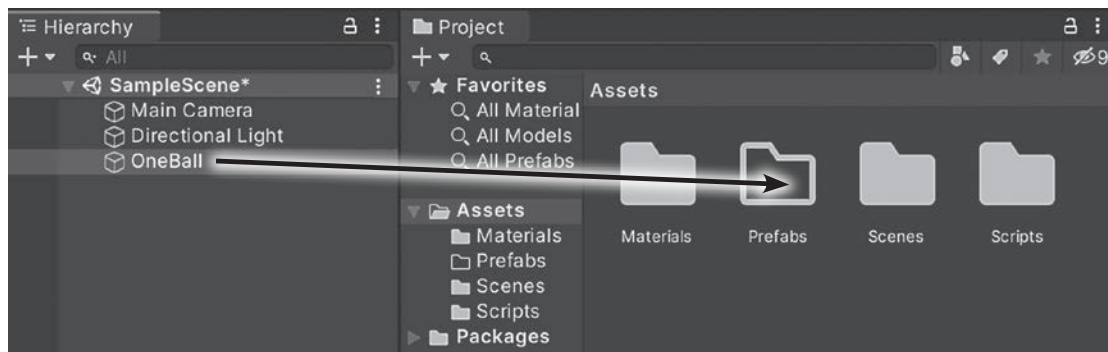 Hierarchy
All
SampleScene*
Main Camera
Directional Light
OneBall
Project
9
Favorites
All Material
All Models
All Prefabs
Assets
Materials
Prefabs
Scenes
Scripts
Packages
Assets
Materials
Prefabs
Scenes
Scripts